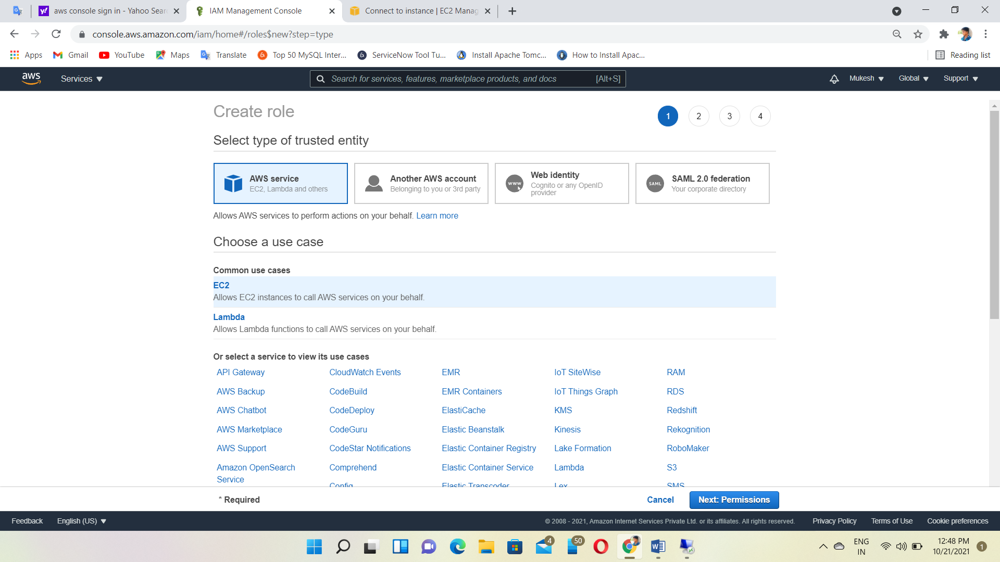 aws console sign in - Yahoo Sear
IAM Management Console
Connect to instance | EC2 Manag
console.aws.amazon.com/iam/home#/roles$new?step=type
Apps
Gmail
YouTube
Maps
Translate
Top 50 MySQL Inter...
ServiceNow Tool Tu...
Install Apache Tomc...
How to Install Apac...
Reading list
aws
Services
Search for services, features, marketplace products, and docs
[Alt+S]
Mukesh
Global
Support
Create role
1
2
3
4
Select type of trusted entity
AWS service
EC2, Lambda and others
Another AWS account
Belonging to you or 3rd party
www
Web identity
Cognito or any OpenID
provider
SAML
SAML 2.0 federation
Your corporate directory
Allows AWS services to perform actions on your behalf. Learn more
Choose a use case
Common use cases
EC2
Allows EC2 instances to call AWS services on your behalf.
Lambda
Allows Lambda functions to call AWS services on your behalf.
Or select a service to view its use cases
API Gateway
CloudWatch Events
EMR
IoT SiteWise
RAM
AWS Backup
CodeBuild
EMR Containers
IoT Things Graph
RDS
AWS Chatbot
CodeDeploy
ElastiCache
KMS
Redshift
AWS Marketplace
CodeGuru
Elastic Beanstalk
Kinesis
Rekognition
AWS Support
CodeStar Notifications
Elastic Container Registry
Lake Formation
RoboMaker
Amazon OpenSearch
Service
Comprehend
Elastic Container Service
Lambda
S3
Config
Elastic Transcoder
Lex
SMS
* Required
Cancel
Next: Permissions
Feedback
English (US)
© 2008 - 2021, Amazon Internet Services Private Ltd. or its affiliates. All rights reserved.
Privacy Policy
Terms of Use
Cookie preferences
4
50
ENG
IN
12:48 PM
10/21/2021
1